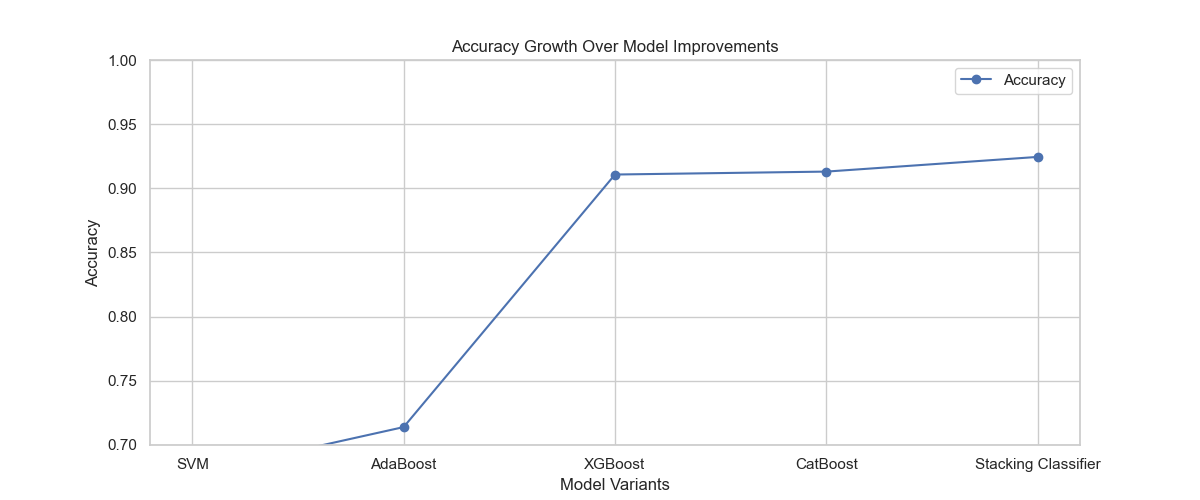 Accuracy Growth Over Model Improvements
1.00
0.95
0.90
0.85
0.80
0.75
0.70
Accuracy
Accuracy
SVM AdaBoost XGBoost CatBoost Stacking Classifier
Model Variants